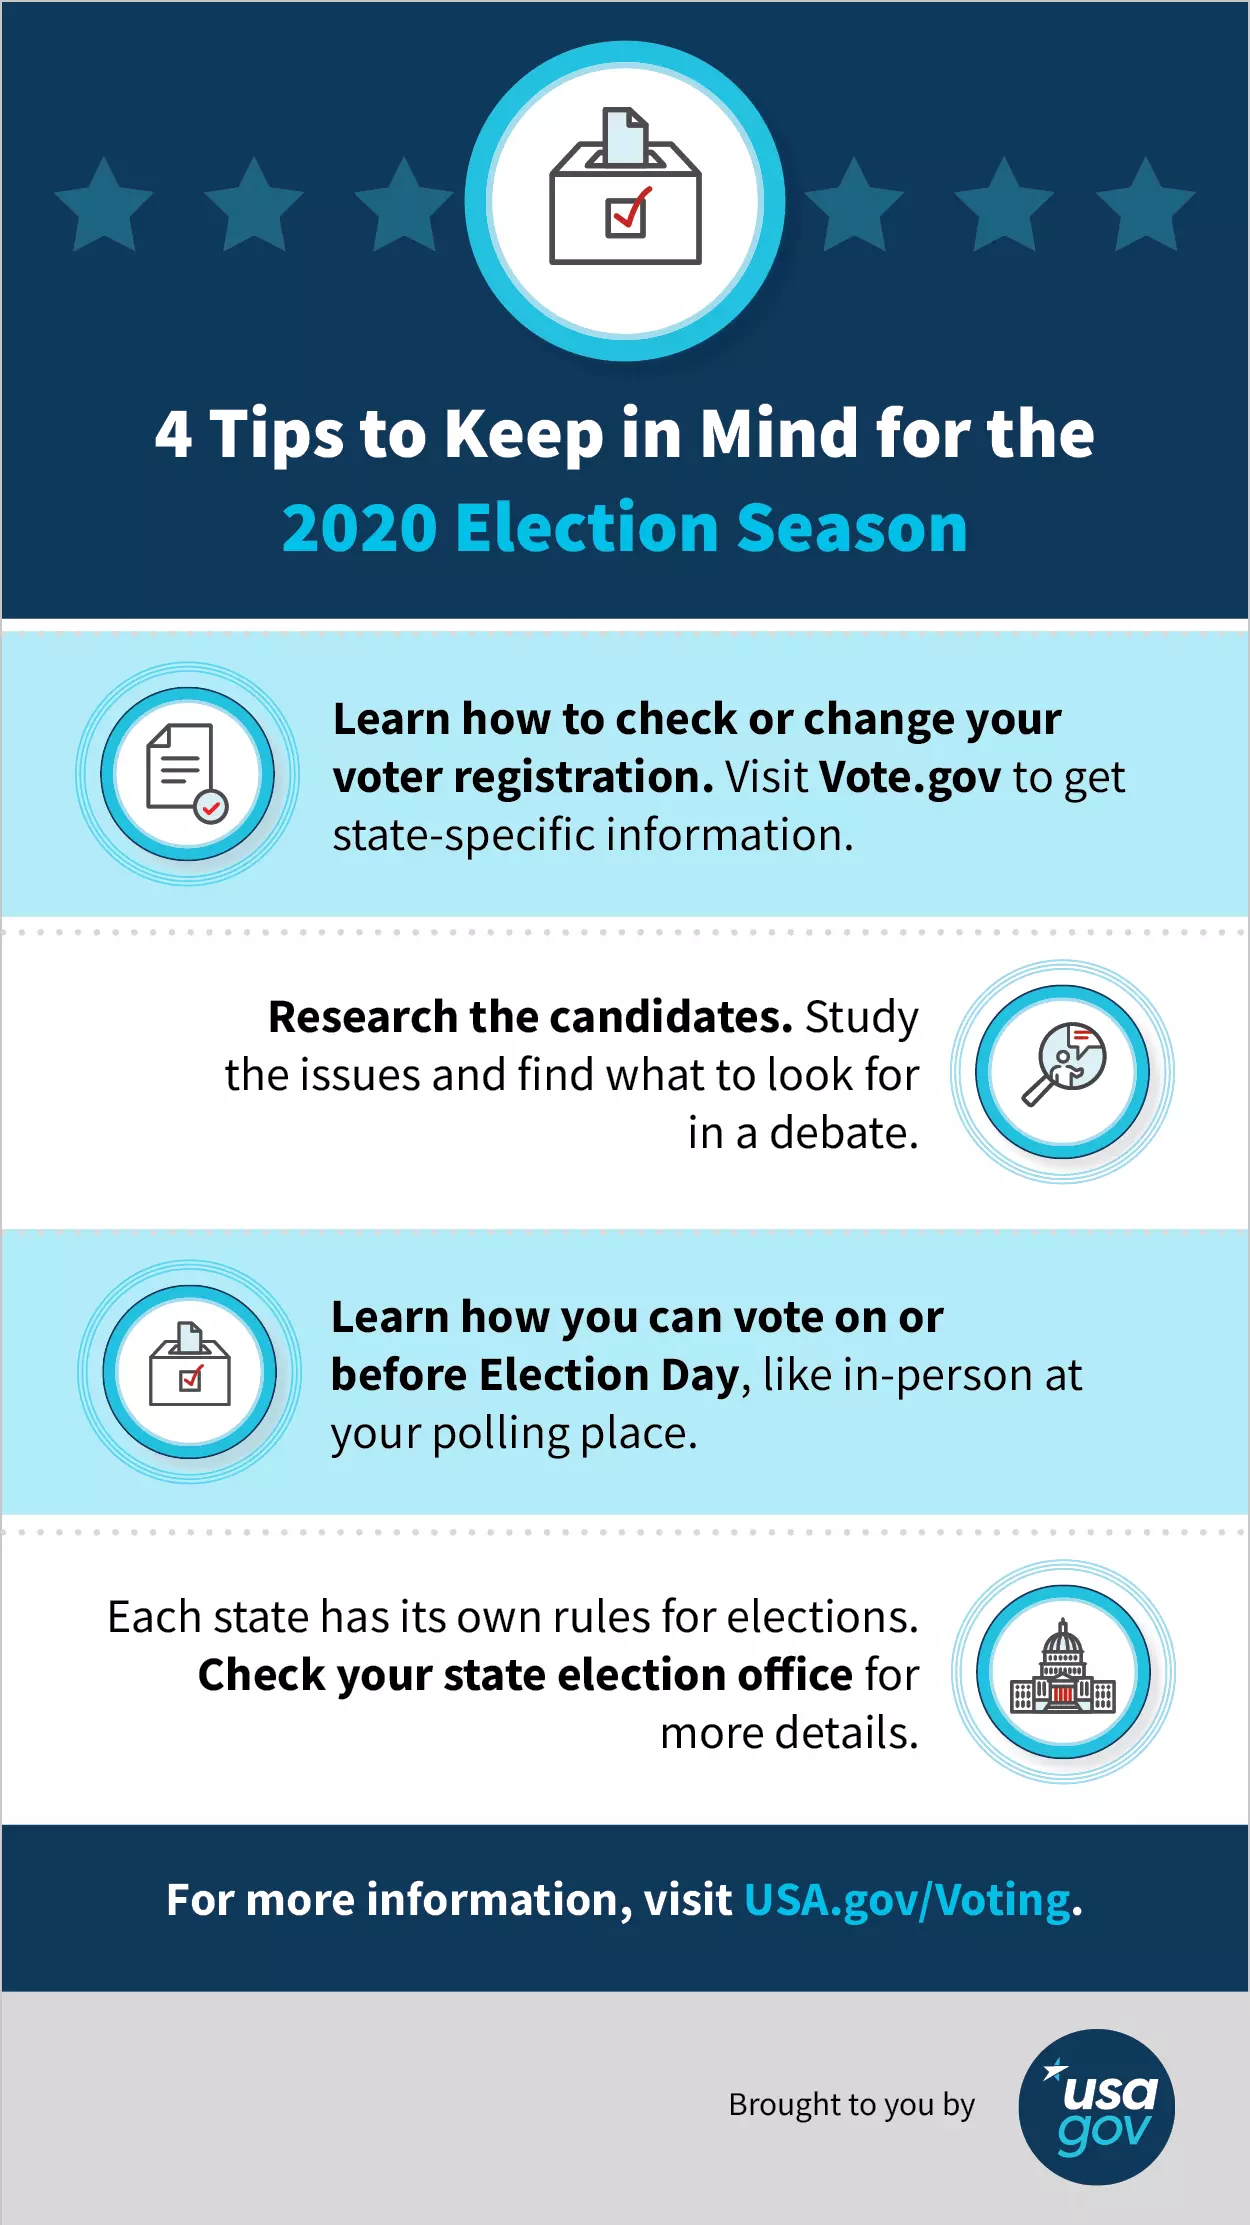 4 Tips to Keep in Mind for the
2020 Election Season
Learn how to check or change your
voter registration. Visit Vote.gov to get
state-specific information.
Research the candidates. Study
the issues and find what to look for
in a debate.
Learn how you can vote on or
before Election Day, like in-person at
your polling place.
Each state has its own rules for elections.
Check your state election office for
more details.
For more information, visit USA.gov/Voting.
Brought to you by
usa
gov